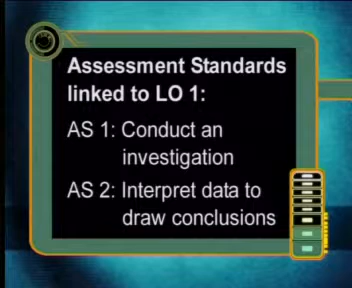 Assessment Standards
linked to LO 1:
AS 1: Conduct an
investigation
AS 2: Interpret data to
draw conclusions